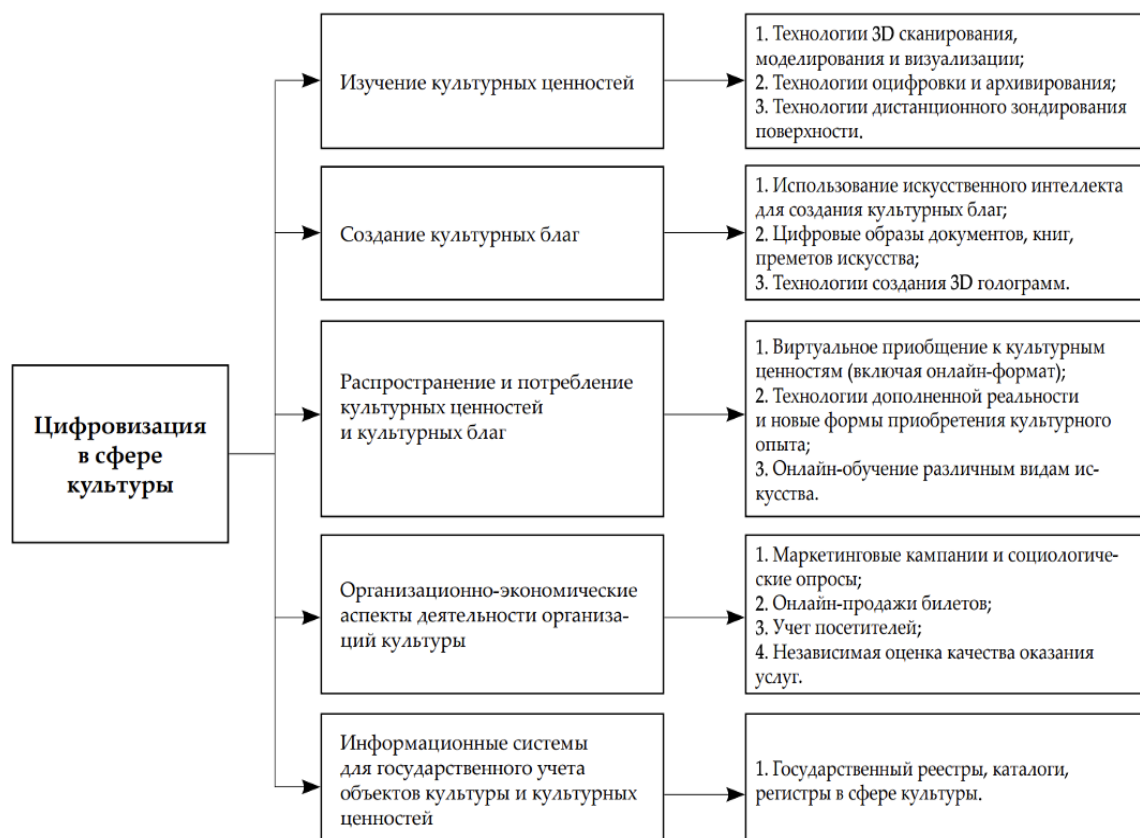 Цифровизация
в сфере
культуры
Изучение культурных ценностей
1. Технологии 3D сканирования,
моделирования и визуализации;
2. Технологии оцифровки и архивирования;
3. Технологии дистанционного зондирования
поверхности.
Создание культурных благ
1. Использование искусственного интеллекта
для создания культурных благ;
2. Цифровые образы документов, книг,
преметов искусства;
3. Технологии создания 3D голограмм.
Распространение и потребление
культурных ценностей
и культурных благ
1. Виртуальное приобщение к культурным
ценностям (включая онлайн-формат);
2. Технологии дополненной реальности
и новые формы приобретения культурного
опыта;
3. Онлайн-обучение различным видам ис-
кусства.
Организационно-экономические
аспекты деятельности организа-
ций культуры
1. Маркетинговые кампании и социологиче-
ские опросы;
2. Онлайн-продажи билетов;
3. Учет посетителей;
4. Независимая оценка качества оказания
услуг.
Информационные системы
для государственного учета
объектов культуры и культурных
ценностей
1. Государственный реестры, каталоги,
регистры в сфере культуры.